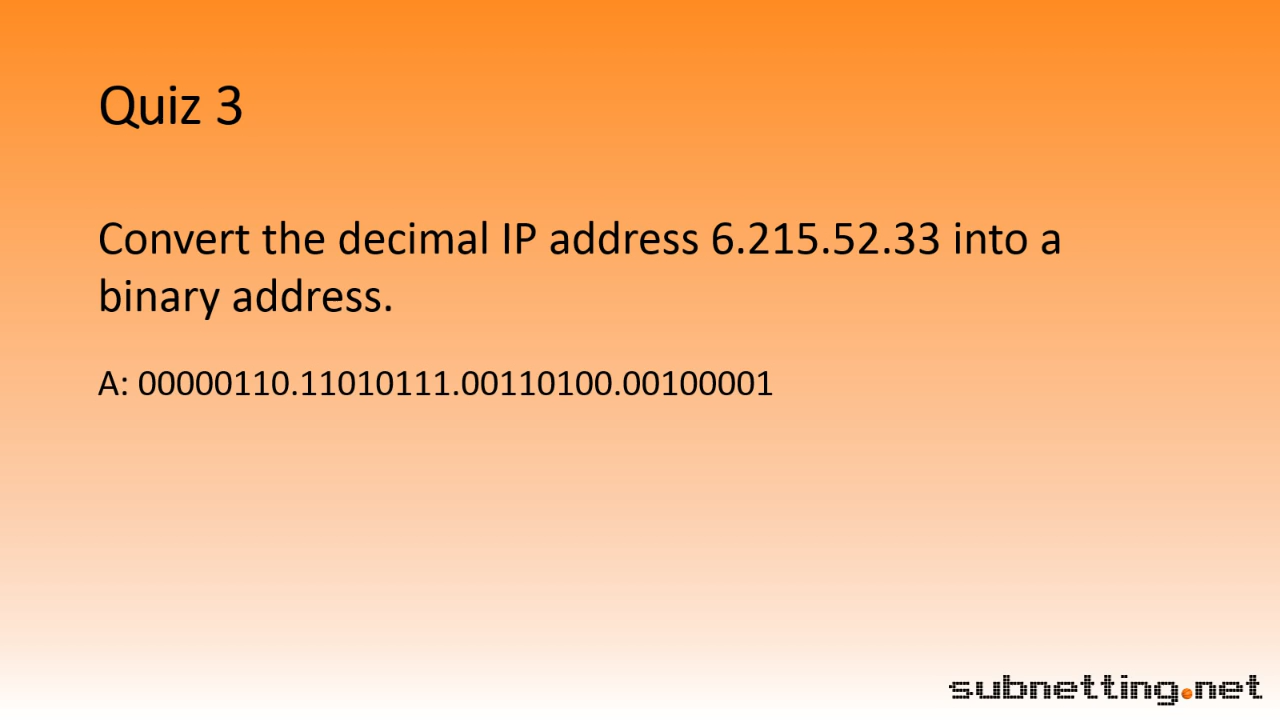 Quiz 3
Convert the decimal IP address 6.215.52.33 into a
binary address.
A: 00000110.11010111.00110100.00100001
subnetting.net